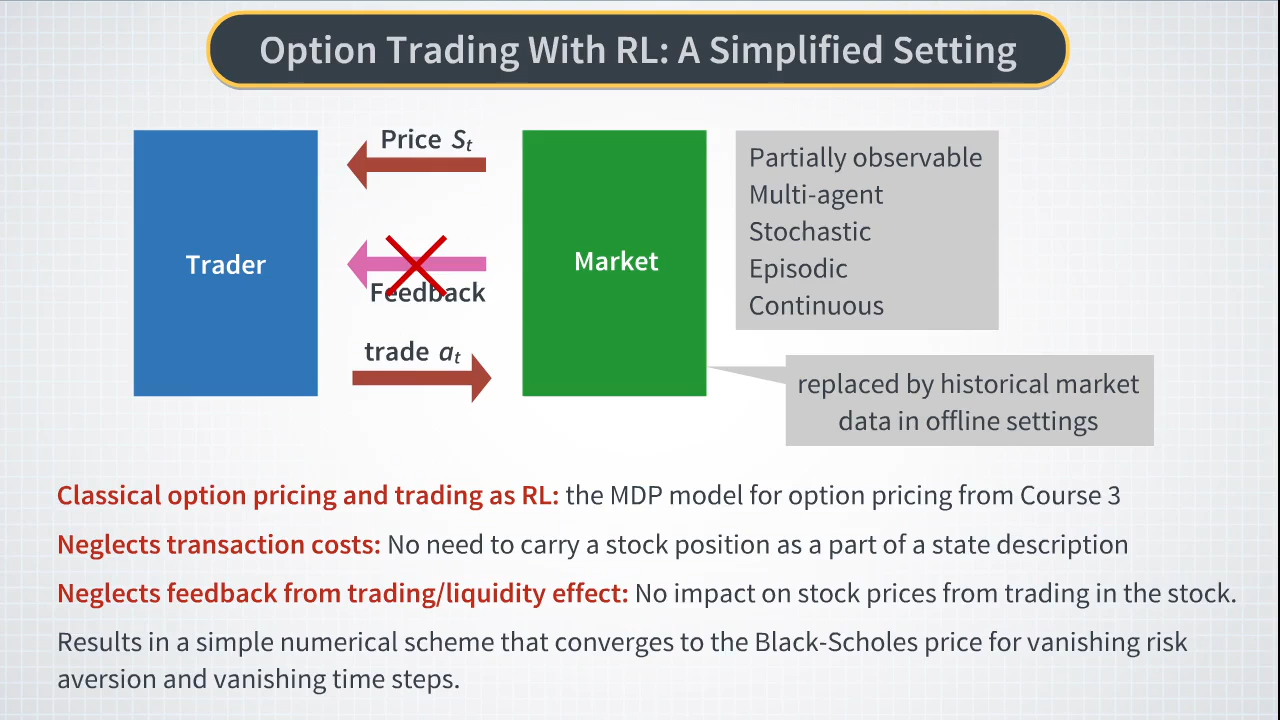 Option Trading With RL: A Simplified Setting
Price Sₜ
Trader
Feedback
trade aₜ
Market
Partially observable
Multi-agent
Stochastic
Episodic
Continuous
replaced by historical market
data in offline settings
Classical option pricing and trading as RL: the MDP model for option pricing from Course 3
Neglects transaction costs: No need to carry a stock position as a part of a state description
Neglects feedback from trading/liquidity effect: No impact on stock prices from trading in the stock.
Results in a simple numerical scheme that converges to the Black-Scholes price for vanishing risk
aversion and vanishing time steps.